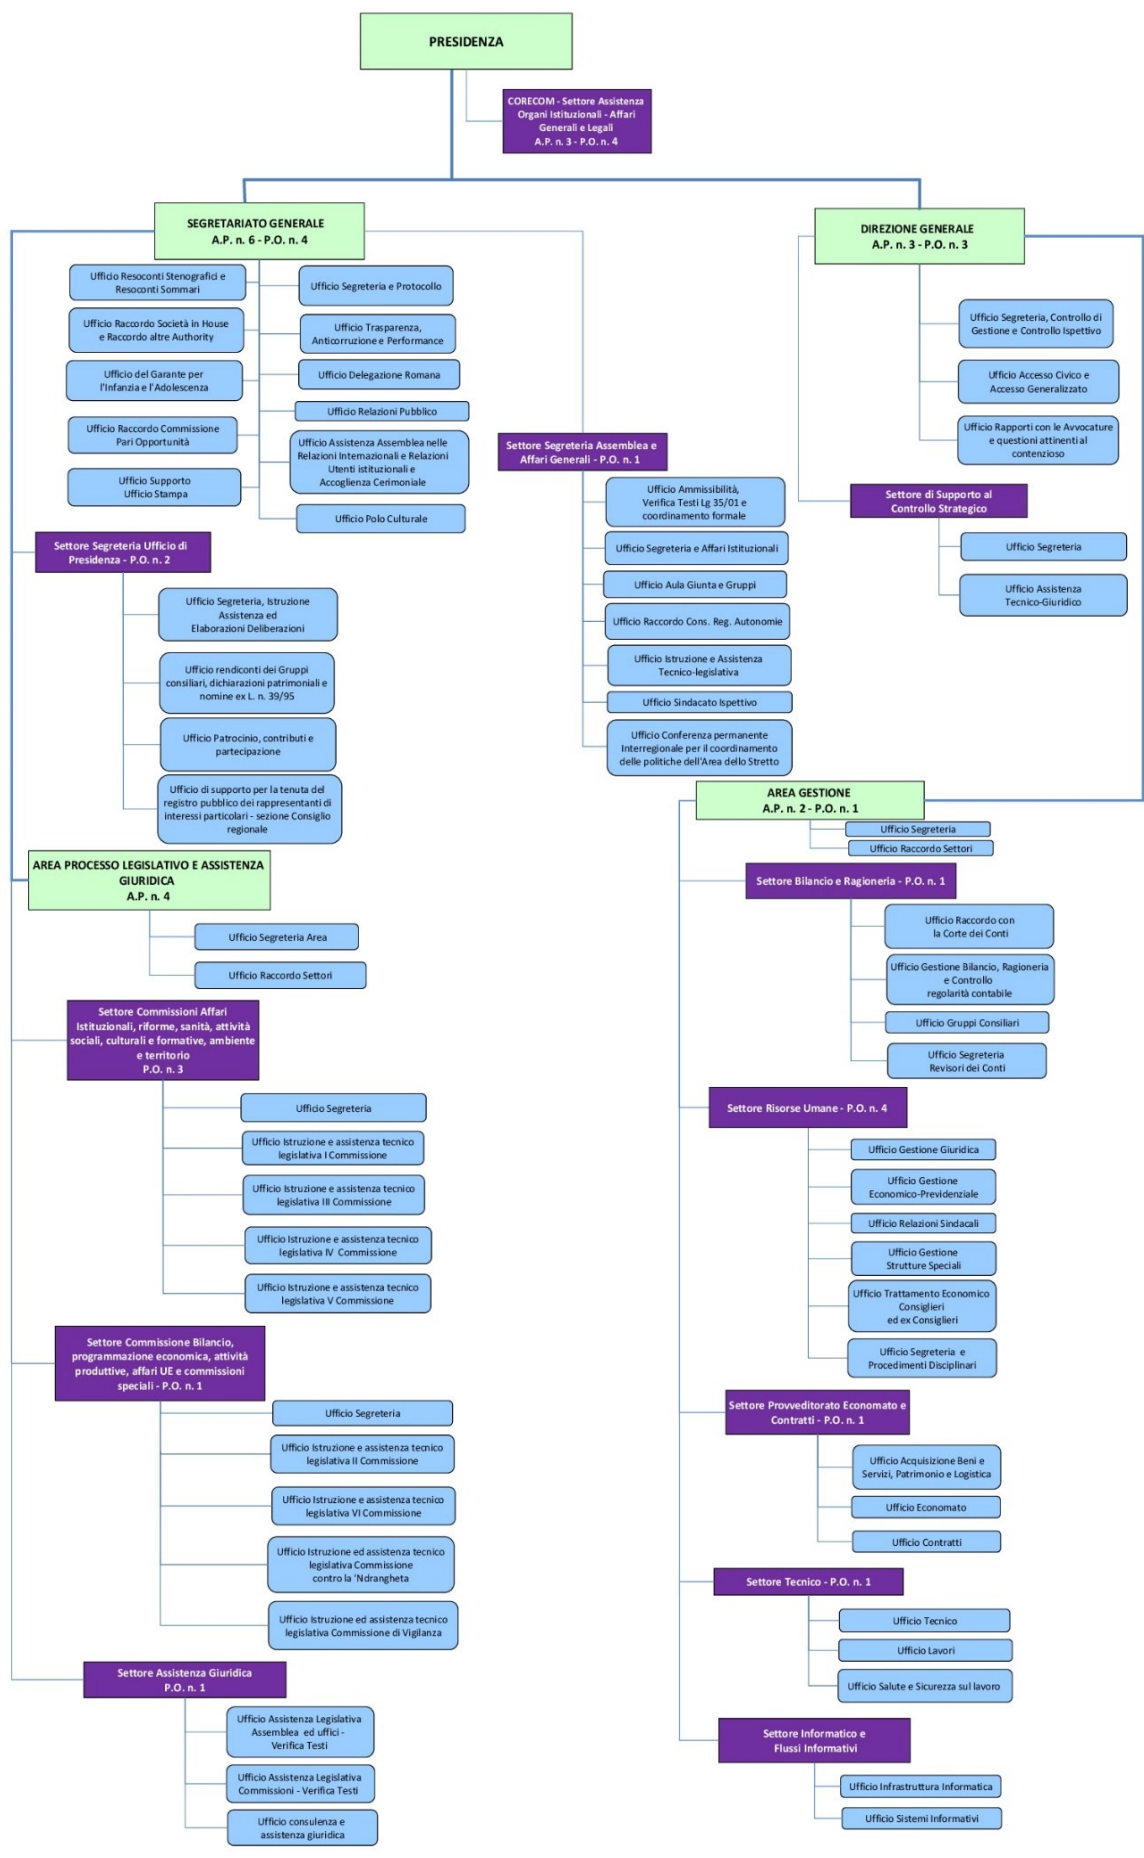 PRESIDENZA
CORECOM - Settore Assistenza
Organi Istituzionali - Affari
Generali e Legali
A.P. n. 3 - P.O. n. 4
SEGRETARIATO GENERALE
A.P. n. 6 - P.O. n. 4
Ufficio Resoconti Stenografici e
Resoconti Sommari
Ufficio Raccordo Società in House
e Raccordo altre Authority
Ufficio del Garante per
l'Infanzia e l'Adolescenza
Ufficio Raccordo Commissione
Pari Opportunità
Ufficio Supporto
Ufficio Stampa
Ufficio Segreteria e Protocollo
Ufficio Trasparenza,
Anticorruzione e Performance
Ufficio Delegazione Romana
Ufficio Relazioni Pubblico
Ufficio Assistenza Assemblea nelle
Relazioni Internazionali e Relazioni
Utenti istituzionali e
Accoglienza Cerimoniale
Ufficio Polo Culturale
Settore Segreteria Assemblea e
Affari Generali - P.O. n. 1
Ufficio Ammissibilità,
Verifica Testi Lg 35/01 e
coordinamento formale
Ufficio Segreteria e Affari Istituzionali
Ufficio Aula Giunta e Gruppi
Ufficio Raccordo Cons. Reg. Autonomie
Ufficio Istruzione e Assistenza
Tecnico-legislativa
Ufficio Sindacato Ispettivo
Ufficio Conferenza permanente
Interregionale per il coordinamento
delle politiche dell'Area dello Stretto
Settore Segreteria Ufficio di
Presidenza - P.O. n. 2
Ufficio Segreteria, Istruzione
Assistenza ed
Elaborazioni Deliberazioni
Ufficio rendiconti dei Gruppi
consiliari, dichiarazioni patrimoniali e
nomine ex L. n. 39/95
Ufficio Patrocinio, contributi e
partecipazione
Ufficio di supporto per la tenuta del
registro pubblico dei rappresentanti di
interessi particolari - sezione Consiglio
regionale
AREA PROCESSO LEGISLATIVO E ASSISTENZA
GIURIDICA
A.P. n. 4
Ufficio Segreteria Area
Ufficio Raccordo Settori
Settore Commissioni Affari
Istituzionali, riforme, sanità, attività
sociali, culturali e formative, ambiente
e territorio
P.O. n. 3
Ufficio Segreteria
Ufficio Istruzione e assistenza tecnico
legislativa I Commissione
Ufficio Istruzione e assistenza tecnico
legislativa III Commissione
Ufficio Istruzione e assistenza tecnico
legislativa IV Commissione
Ufficio Istruzione e assistenza tecnico
legislativa V Commissione
Settore Commissione Bilancio,
programmazione economica, attività
produttive, affari UE e commissioni
speciali - P.O. n. 1
Ufficio Segreteria
Ufficio Istruzione e assistenza tecnico
legislativa II Commissione
Ufficio Istruzione e assistenza tecnico
legislativa VI Commissione
Ufficio Istruzione ed assistenza tecnico
legislativa Commissione
contro la 'Ndrangheta
Ufficio Istruzione ed assistenza tecnico
legislativa Commissione di Vigilanza
Settore Assistenza Giuridica
P.O. n. 1
Ufficio Assistenza Legislativa
Assemblea ed uffici -
Verifica Testi
Ufficio Assistenza Legislativa
Commissioni - Verifica Testi
Ufficio consulenza e
assistenza giuridica
DIREZIONE GENERALE
A.P. n. 3 - P.O. n. 3
Ufficio Segreteria, Controllo di
Gestione e Controllo Ispettivo
Ufficio Accesso Civico e
Accesso Generalizzato
Ufficio Rapporti con le Avvocature
e questioni attinenti al
contenzioso
Settore di Supporto al
Controllo Strategico
Ufficio Segreteria
Ufficio Assistenza
Tecnico-Giuridico
AREA GESTIONE
A.P. n. 2 - P.O. n. 1
Ufficio Segreteria
Ufficio Raccordo Settori
Settore Bilancio e Ragioneria - P.O. n. 1
Ufficio Raccordo con
la Corte dei Conti
Ufficio Gestione Bilancio, Ragioneria
e Controllo
regolarità contabile
Ufficio Gruppi Consiliari
Ufficio Segreteria
Revisori dei Conti
Settore Risorse Umane - P.O. n. 4
Ufficio Gestione Giuridica
Ufficio Gestione
Economico-Previdenziale
Ufficio Relazioni Sindacali
Ufficio Gestione
Strutture Speciali
Ufficio Trattamento Economico
Consiglieri
ed ex Consiglieri
Ufficio Segreteria e
Procedimenti Disciplinari
Settore Provveditorato Economato e
Contratti - P.O. n. 1
Ufficio Acquisizione Beni e
Servizi, Patrimonio e Logistica
Ufficio Economato
Ufficio Contratti
Settore Tecnico - P.O. n. 1
Ufficio Tecnico
Ufficio Lavori
Ufficio Salute e Sicurezza sul lavoro
Settore Informatico e
Flussi Informativi
Ufficio Infrastruttura Informatica
Ufficio Sistemi Informativi